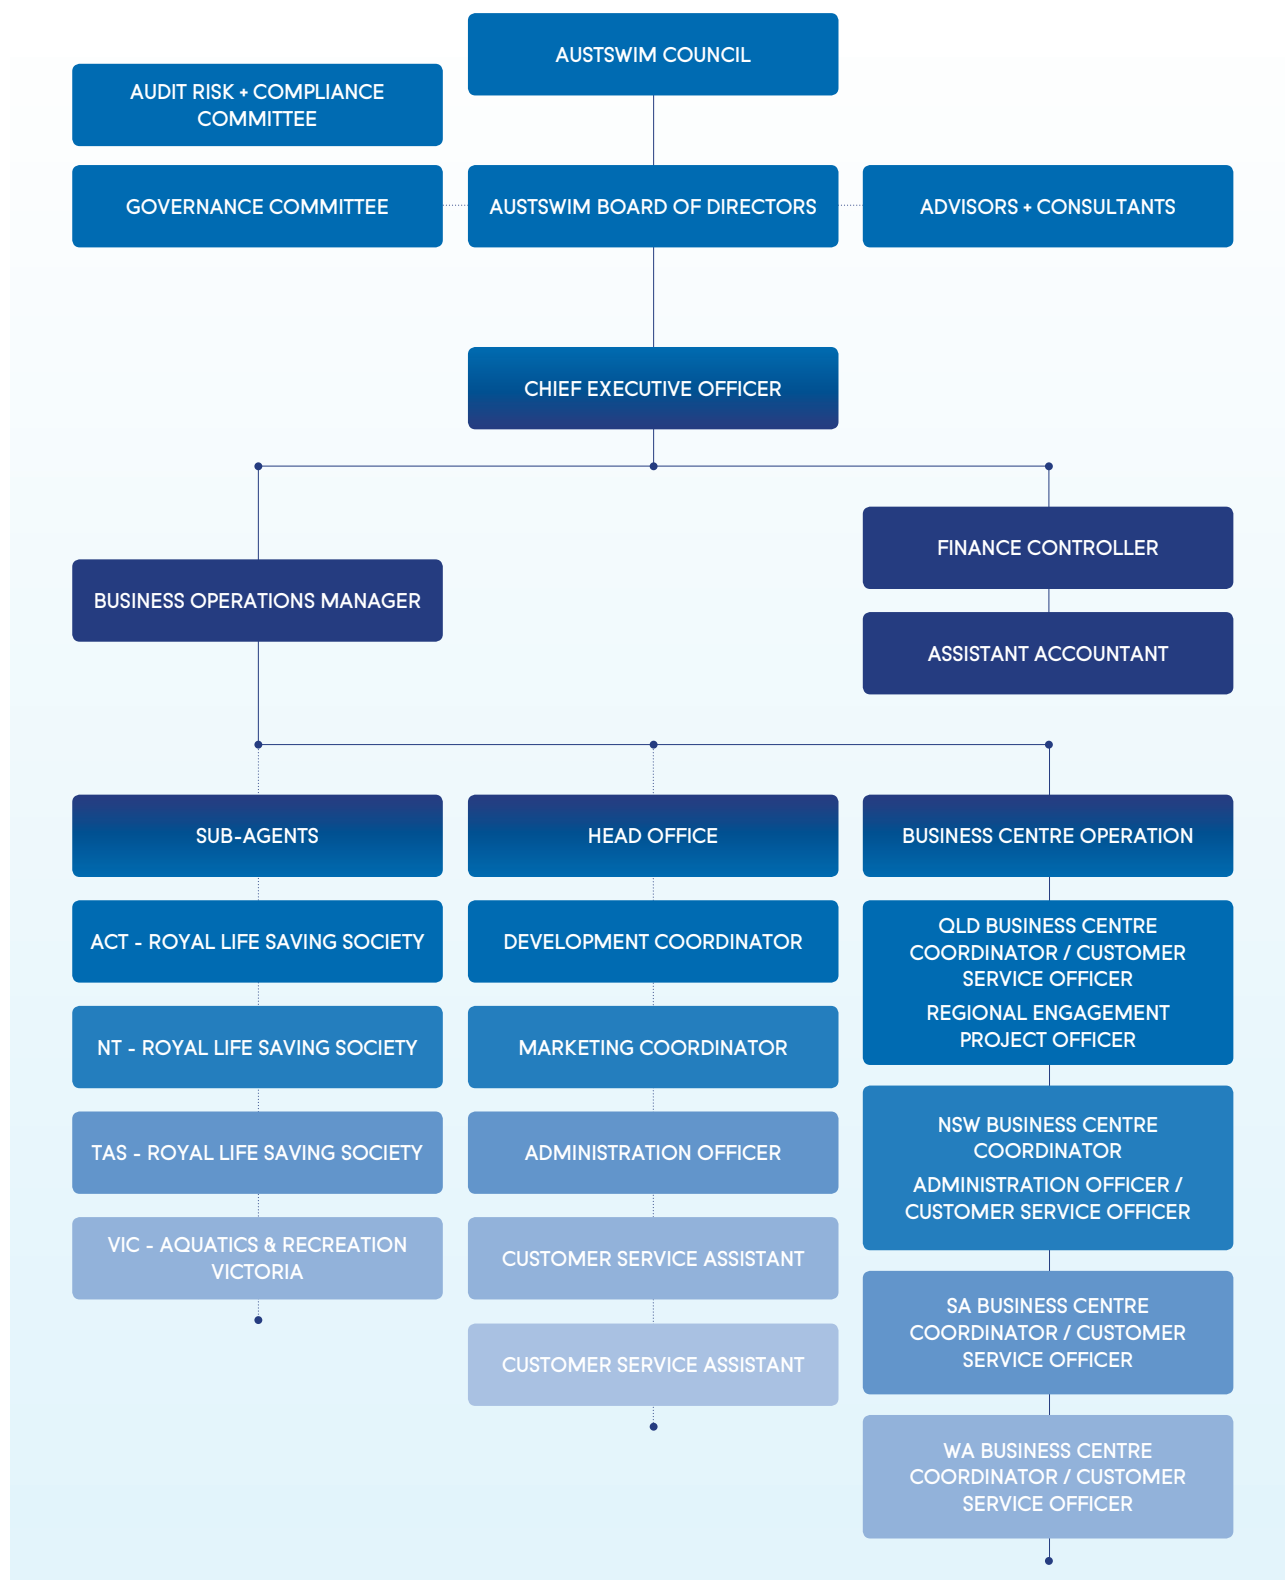 AUSTSWIM COUNCIL
AUDIT RISK + COMPLIANCE
COMMITTEE
GOVERNANCE COMMITTEE
AUSTSWIM BOARD OF DIRECTORS
ADVISORS + CONSULTANTS
CHIEF EXECUTIVE OFFICER
BUSINESS OPERATIONS MANAGER
FINANCE CONTROLLER
ASSISTANT ACCOUNTANT
SUB-AGENTS
ACT - ROYAL LIFE SAVING SOCIETY
NT - ROYAL LIFE SAVING SOCIETY
TAS - ROYAL LIFE SAVING SOCIETY
VIC - AQUATICS & RECREATION
VICTORIA
HEAD OFFICE
DEVELOPMENT COORDINATOR
MARKETING COORDINATOR
ADMINISTRATION OFFICER
CUSTOMER SERVICE ASSISTANT
CUSTOMER SERVICE ASSISTANT
BUSINESS CENTRE OPERATION
QLD BUSINESS CENTRE
COORDINATOR / CUSTOMER
SERVICE OFFICER
REGIONAL ENGAGEMENT
PROJECT OFFICER
NSW BUSINESS CENTRE
COORDINATOR
ADMINISTRATION OFFICER /
CUSTOMER SERVICE OFFICER
SA BUSINESS CENTRE
COORDINATOR / CUSTOMER
SERVICE OFFICER
WA BUSINESS CENTRE
COORDINATOR / CUSTOMER
SERVICE OFFICER